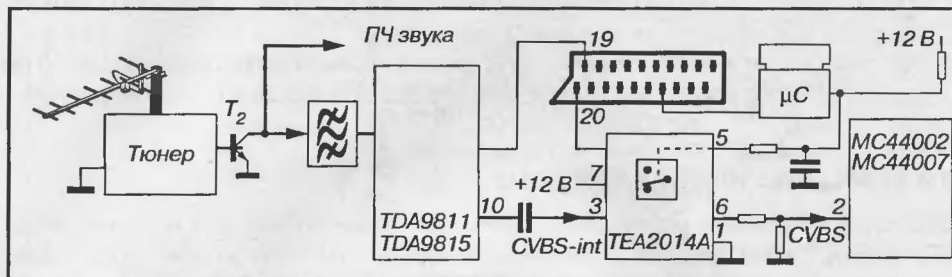 ПЧ звука
19
+12 В
T2
µC
20
Тюнер
5
MC44002
MC44007
+12 В
7
10
3
6
2
TDA9811
TDA9815
CVBS-int
TEA2014A
1
CVBS